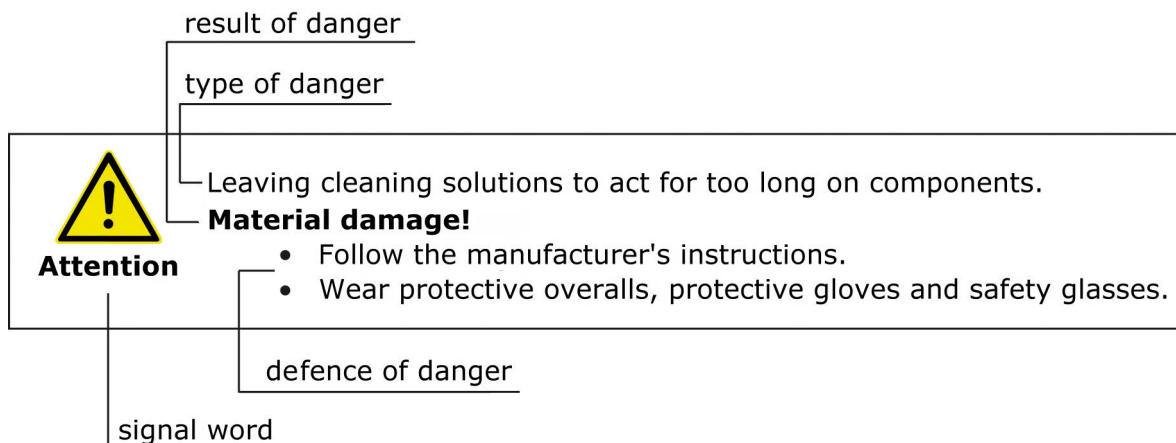 result of danger
type of danger
Leaving cleaning solutions to act for too long on components.
Material damage!
Attention
• Follow the manufacturer's instructions.
• Wear protective overalls, protective gloves and safety glasses.
defence of danger
signal word